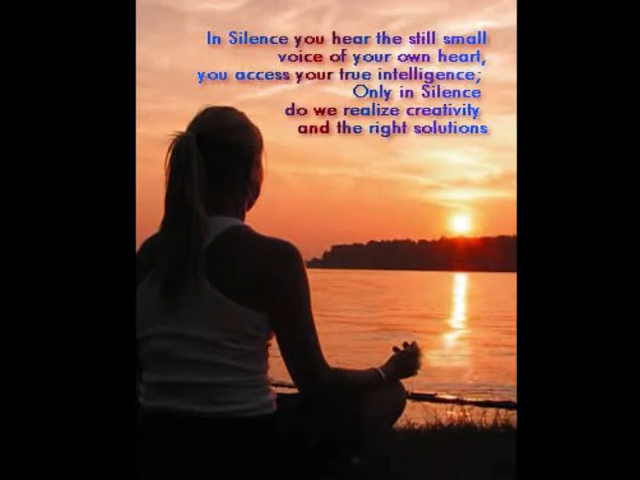 In Silence you hear the still small
voice of your own heart,
you access your true intelligence;
Only in Silence
do we realize creativity
and the right solutions